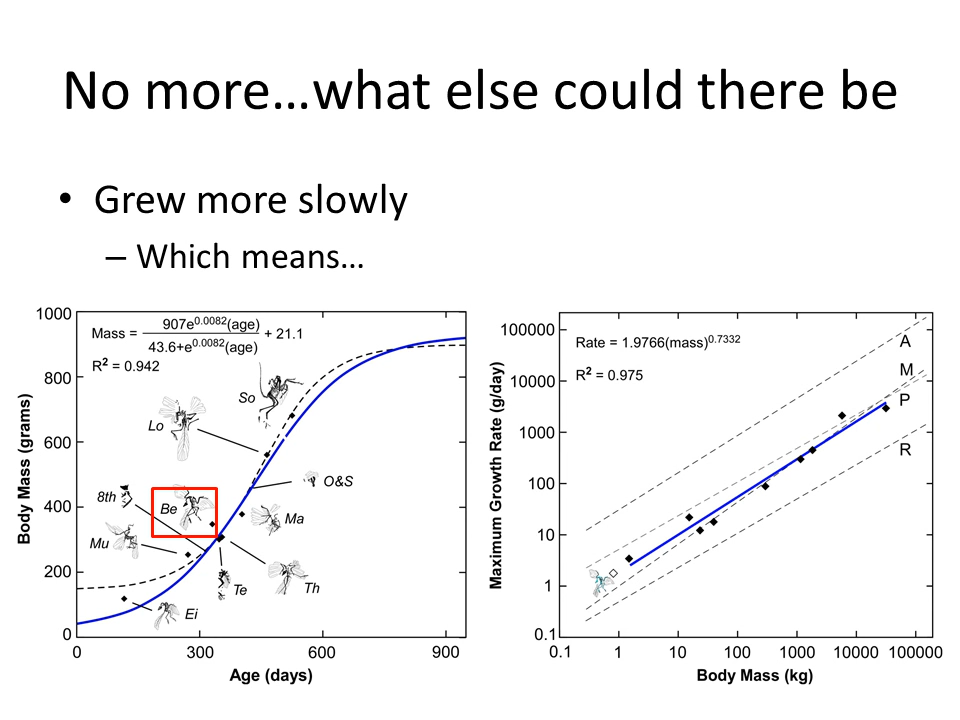 No more…what else could there be
• Grew more slowly
– Which means…
1000
800
600
400
200
0
Body Mass (grams)
Mass = 907e0.0082(age) / 43.6+e0.0082(age) + 21.1
R2 = 0.942
So
Lo
O&S
8th
Be
Ma
Mu
Te
Th
Ei
0 300 600 900
Age (days)
100000
10000
1000
100
10
1
0.1
Maximum Growth Rate (g/day)
Rate = 1.9766(mass)0.7332
R2 = 0.975
A
M
P
R
0.1 1 10 100 1000 10000 100000
Body Mass (kg)